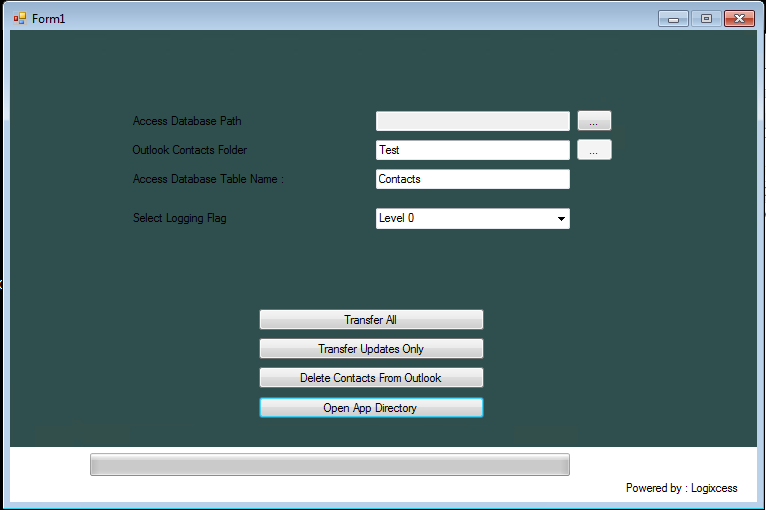 Form1
Access Database Path
...
Outlook Contacts Folder Test ...
Access Database Table Name : Contacts
Select Logging Flag Level 0
Transfer All
Transfer Updates Only
Delete Contacts From Outlook
Open App Directory
Powered by : Logixcess